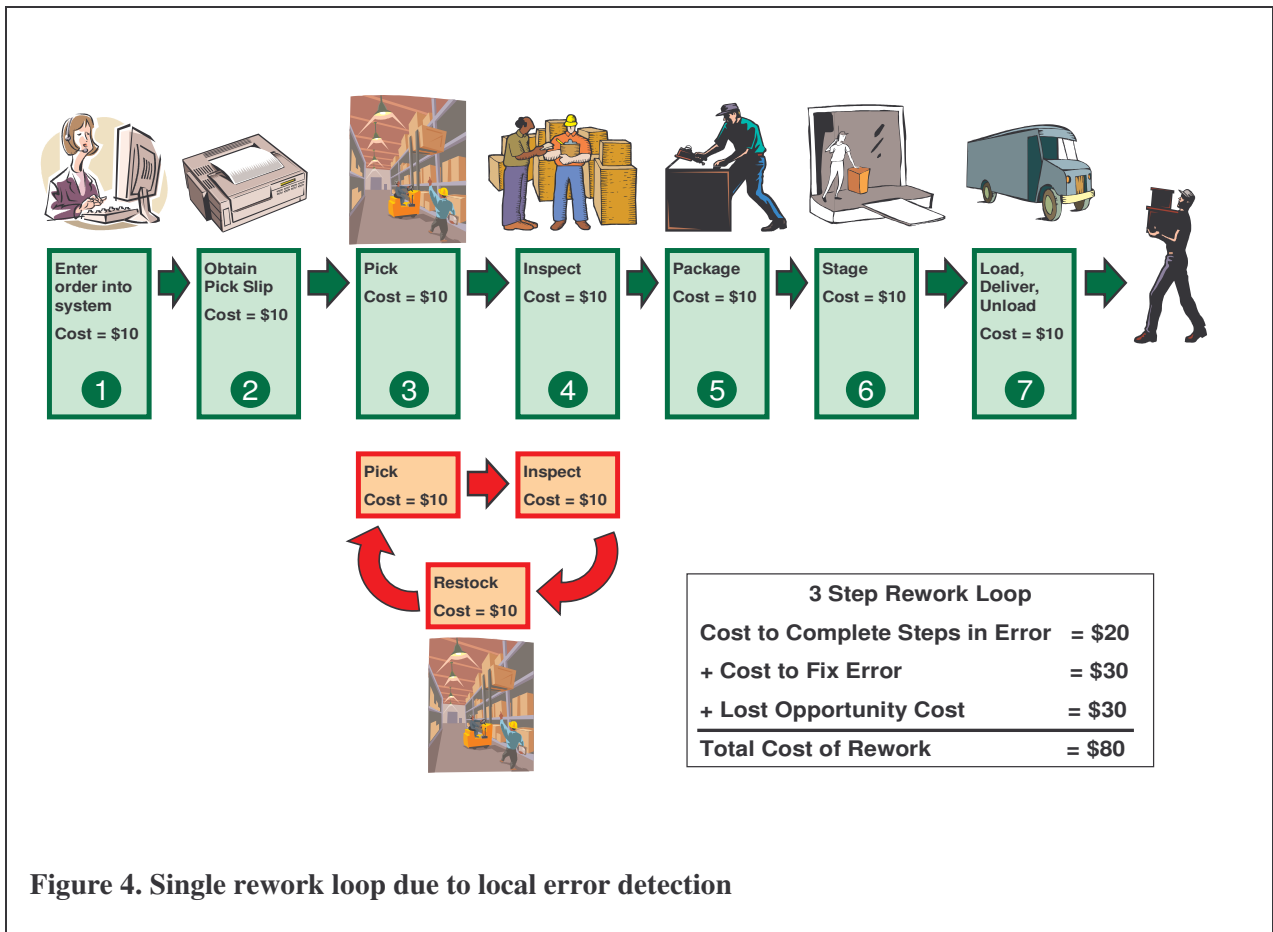 Enter
order into
system
Cost = $10
1
Obtain
Pick Slip
Cost = $10
2
Pick
Cost = $10
3
Inspect
Cost = $10
4
Package
Cost = $10
5
Stage
Cost = $10
6
Load,
Deliver,
Unload
Cost = $10
7
Pick
Cost = $10
Inspect
Cost = $10
Restock
Cost = $10
3 Step Rework Loop
Cost to Complete Steps in Error = $20
+ Cost to Fix Error = $30
+ Lost Opportunity Cost = $30
Total Cost of Rework = $80
Figure 4. Single rework loop due to local error detection